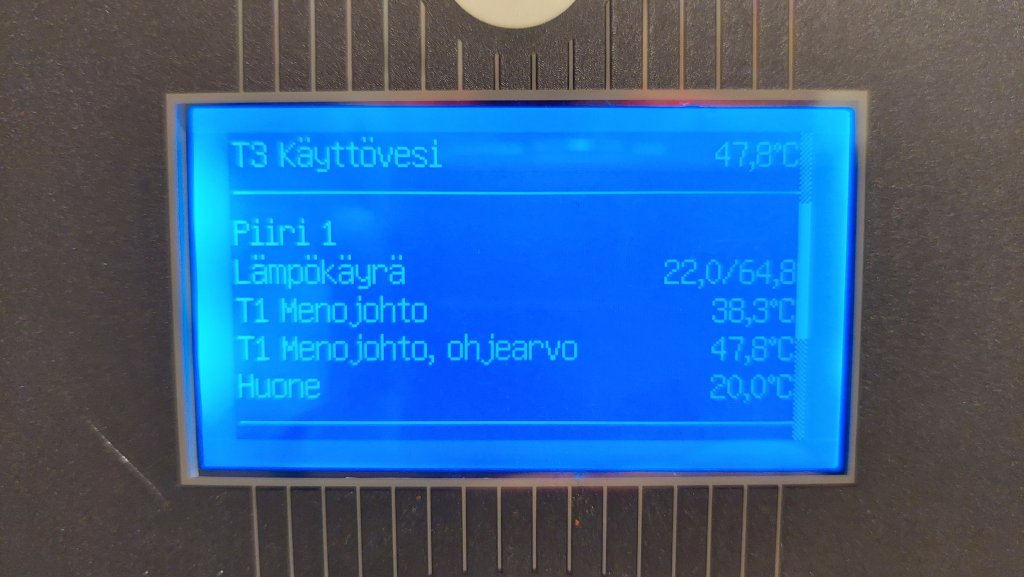 T3 Käyttövesi 47,8°C
Piiri 1
Lämpökäyrä 22,0/64,8
T1 Menojohto 38,3°C
T1 Menojohto, ohjearvo 47,8°C
Huone 20,0°C